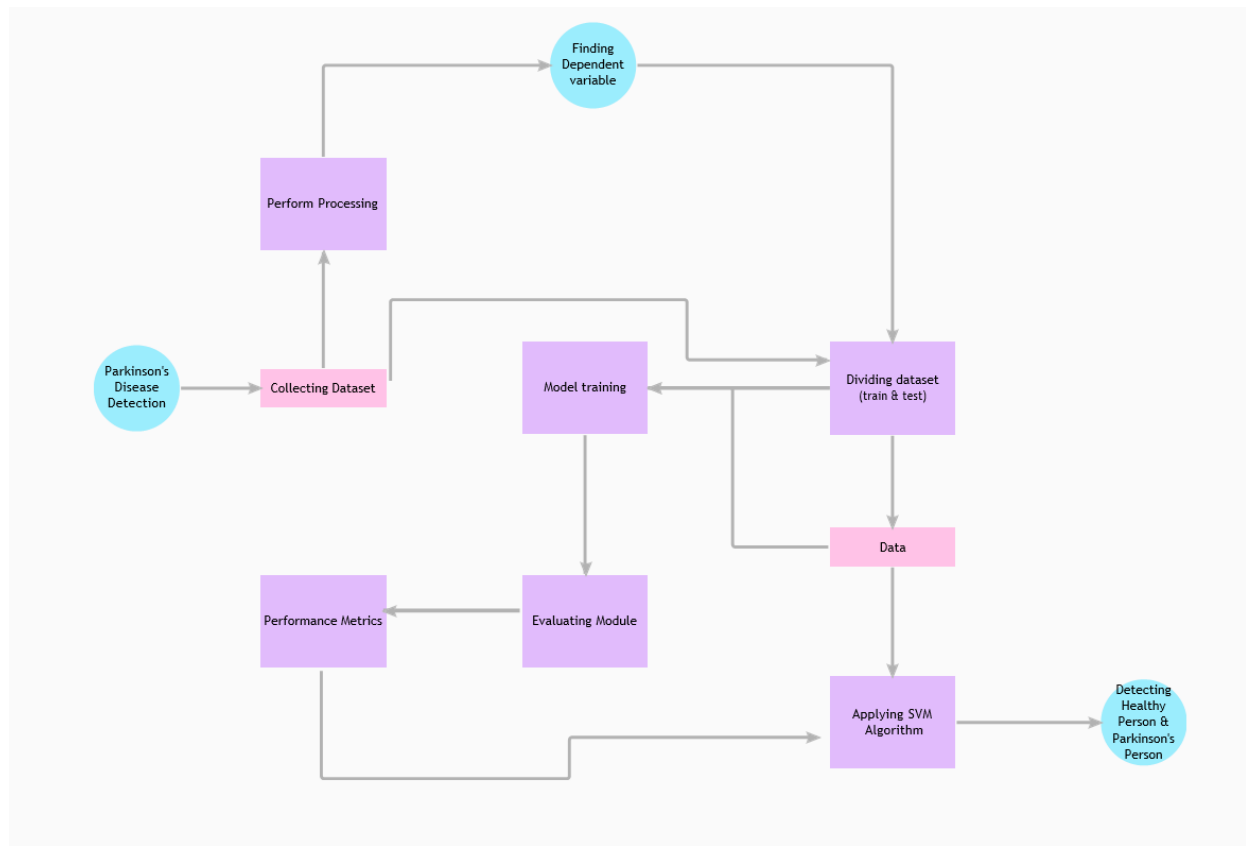 Finding
Dependent
variable
Perform Processing
Parkinson's
Disease
Detection
Collecting Dataset
Model training
Dividing dataset
(train & test)
Data
Performance Metrics
Evaluating Module
Applying SVM
Algorithm
Detecting
Healthy
Person &
Parkinson's
Person